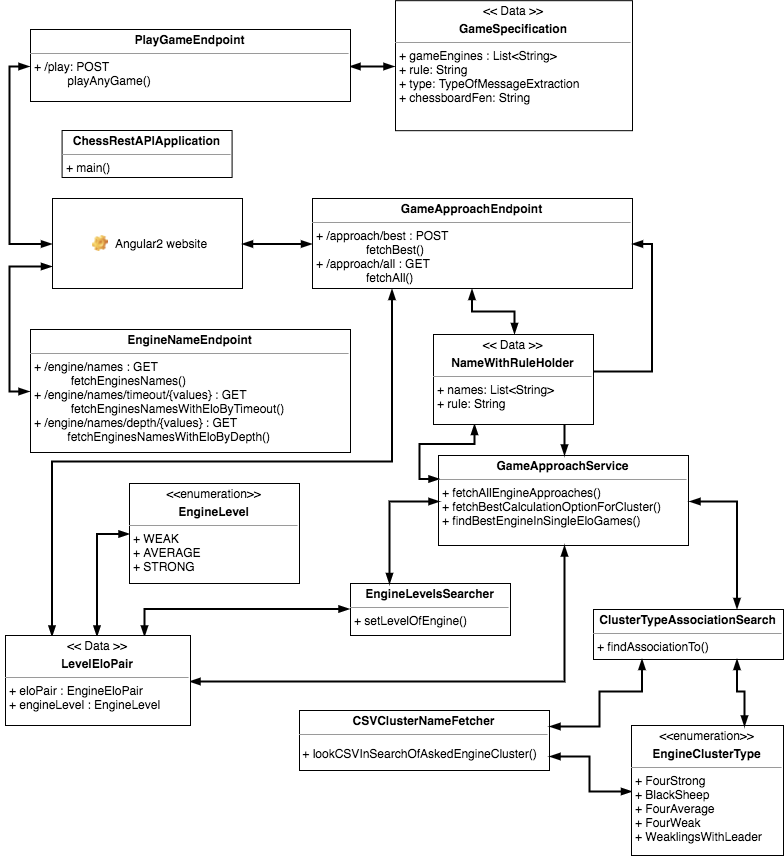 PlayGameEndpoint
+ /play: POST
playAnyGame()
<< Data >>
GameSpecification
+ gameEngines : List<String>
+ rule: String
+ type: TypeOfMessageExtraction
+ chessboardFen: String
ChessRestAPIApplication
+ main()
Angular2 website
GameApproachEndpoint
+ /approach/best : POST
fetchBest()
+ /approach/all : GET
fetchAll()
EngineNameEndpoint
+ /engine/names : GET
fetchEnginesNames()
+ /engine/names/timeout/{values} : GET
fetchEnginesNamesWithEloByTimeout()
+ /engine/names/depth/{values} : GET
fetchEnginesNamesWithEloByDepth()
<< Data >>
NameWithRuleHolder
+ names: List<String>
+ rule: String
GameApproachService
+ fetchAllEngineApproaches()
+ fetchBestCalculationOptionForCluster()
+ findBestEngineInSingleEloGames()
<<enumeration>>
EngineLevel
+ WEAK
+ AVERAGE
+ STRONG
EngineLevelsSearcher
+ setLevelOfEngine()
ClusterTypeAssociationSearch
+ findAssociationTo()
<< Data >>
LevelEloPair
+ eloPair : EngineEloPair
+ engineLevel : EngineLevel
CSVClusterNameFetcher
+ lookCSVInSearchOfAskedEngineCluster()
<<enumeration>>
EngineClusterType
+ FourStrong
+ BlackSheep
+ FourAverage
+ FourWeak
+ WeaklingsWithLeader